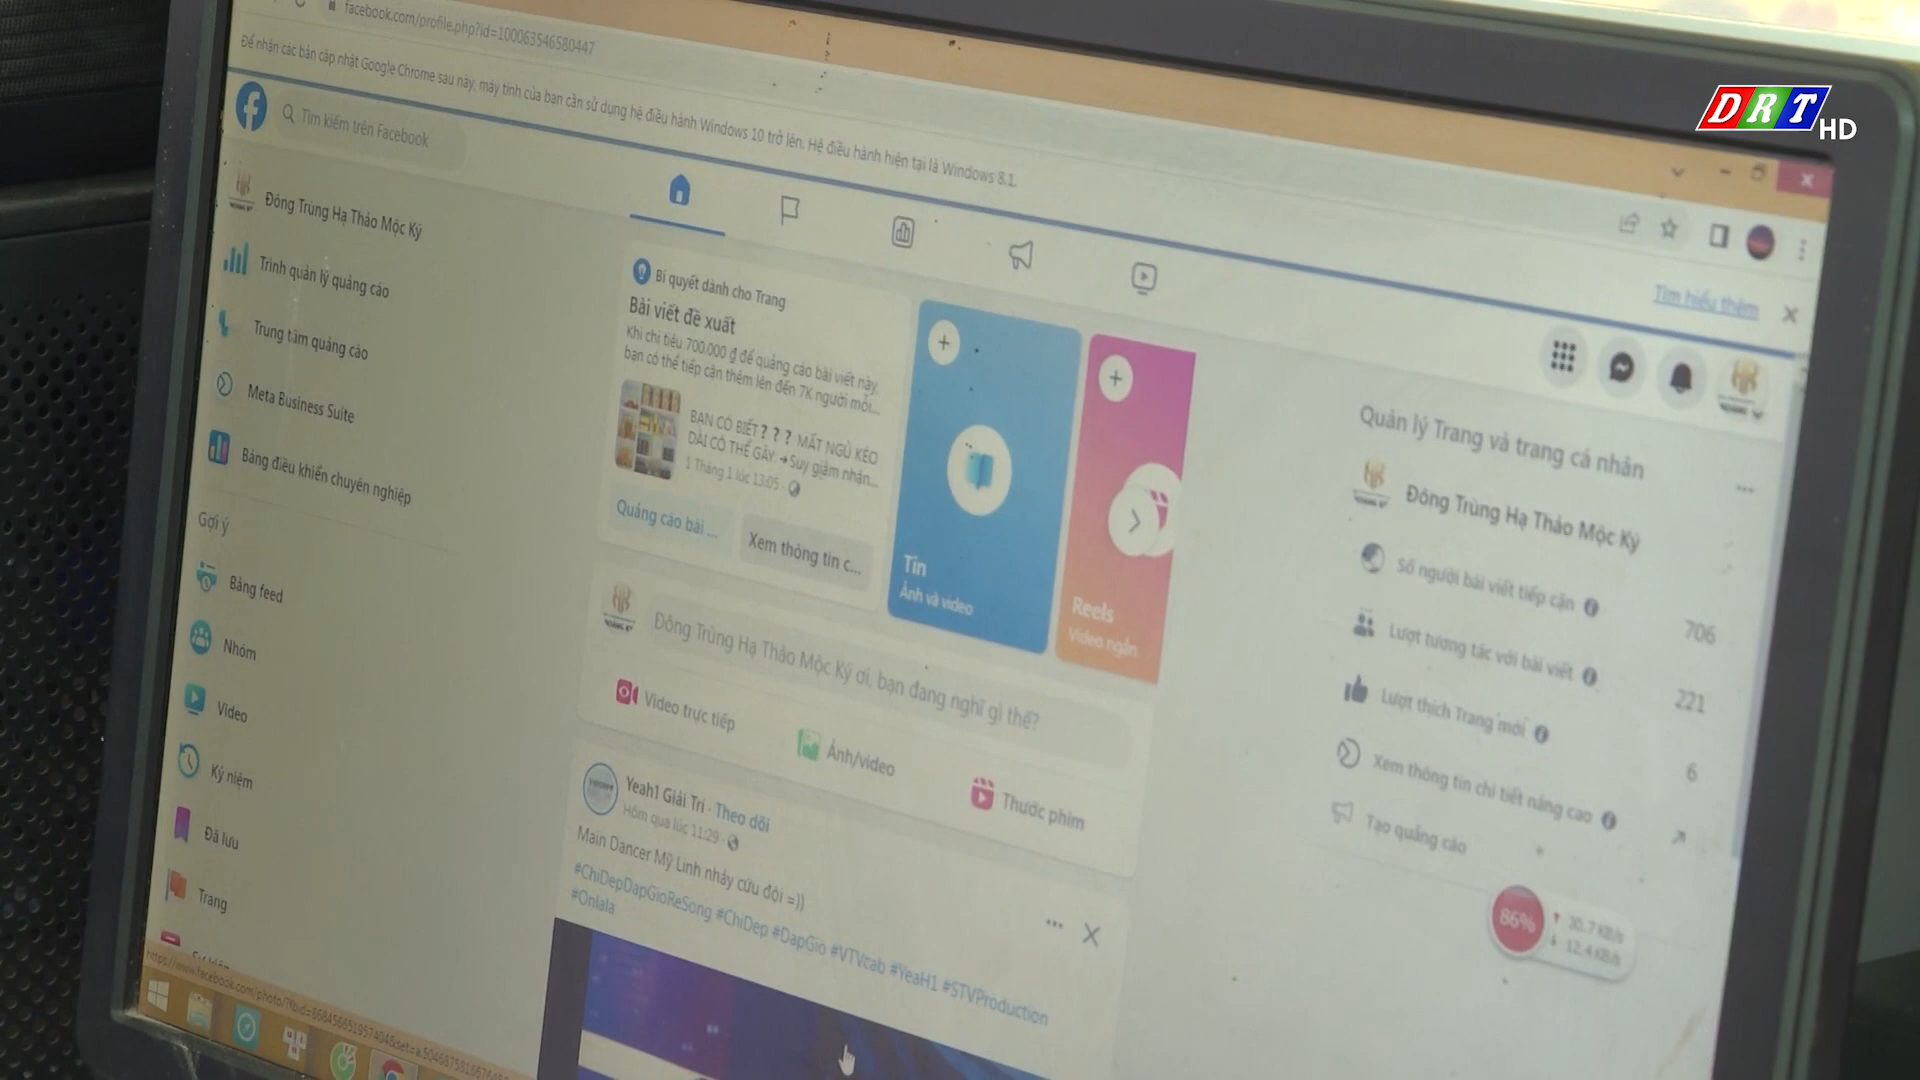 facebook.com/profile.php?id=100063546580447
DRT HD
Để nhận các bản cập nhật Google Chrome sau này, máy tính của bạn cần sử dụng hệ điều hành Windows 10 trở lên. Hệ điều hành hiện tại là Windows 8.1.
Tìm hiểu thêm
Tìm kiếm trên Facebook
Đông Trùng Hạ Thảo Mộc Ký
Trình quản lý quảng cáo
Trung tâm quảng cáo
Meta Business Suite
Bảng điều khiển chuyên nghiệp
Gợi ý
Bảng feed
Nhóm
Video
Kỷ niệm
Đã lưu
Trang
Bí quyết dành cho Trang
Bài viết đề xuất
Khi chi tiêu 700.000 ₫ để quảng cáo bài viết này,
bạn có thể tiếp cận thêm lên đến 7K người mỗi...
BẠN CÓ BIẾT ? ? ? MẤT NGỦ KÉO
DÀI CÓ THỂ GÂY ➔Suy giảm nhận...
1 Tháng 1 lúc 13:05
Quảng cáo bài ...
Xem thông tin c...
Tin
Ảnh và video
Reels
Video ngắn
Đông Trùng Hạ Thảo Mộc Ký ơi, bạn đang nghĩ gì thế?
Video trực tiếp
Ảnh/video
Thước phim
Yeah1 Giải Trí · Theo dõi
Hôm qua lúc 11:29
Main Dancer Mỹ Linh nhảy cứu đội =))
#ChiDepDapGioReSong #ChiDep #DapGio #VTVcab #YeaH1 #STVProduction
#Onlala
Quản lý Trang và trang cá nhân
Đông Trùng Hạ Thảo Mộc Ký
Số người bài viết tiếp cận
706
Lượt tương tác với bài viết
221
Lượt thích Trang mới
6
Xem thông tin chi tiết nâng cao
Tạo quảng cáo
86%
30.7 KB/s
12.4 KB/s